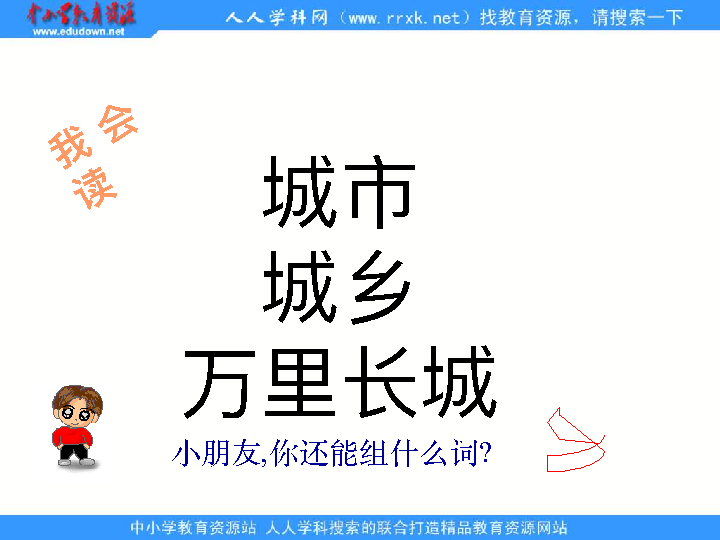 中小学教育资源
www.edudown.net
人人学科网（www.rrxk.net）找教育资源，请搜索一下
我会
读
城市
城乡
万里长城
小朋友,你还能组什么词?
中小学教育资源站 人人学科搜索的联合打造精品教育资源网站